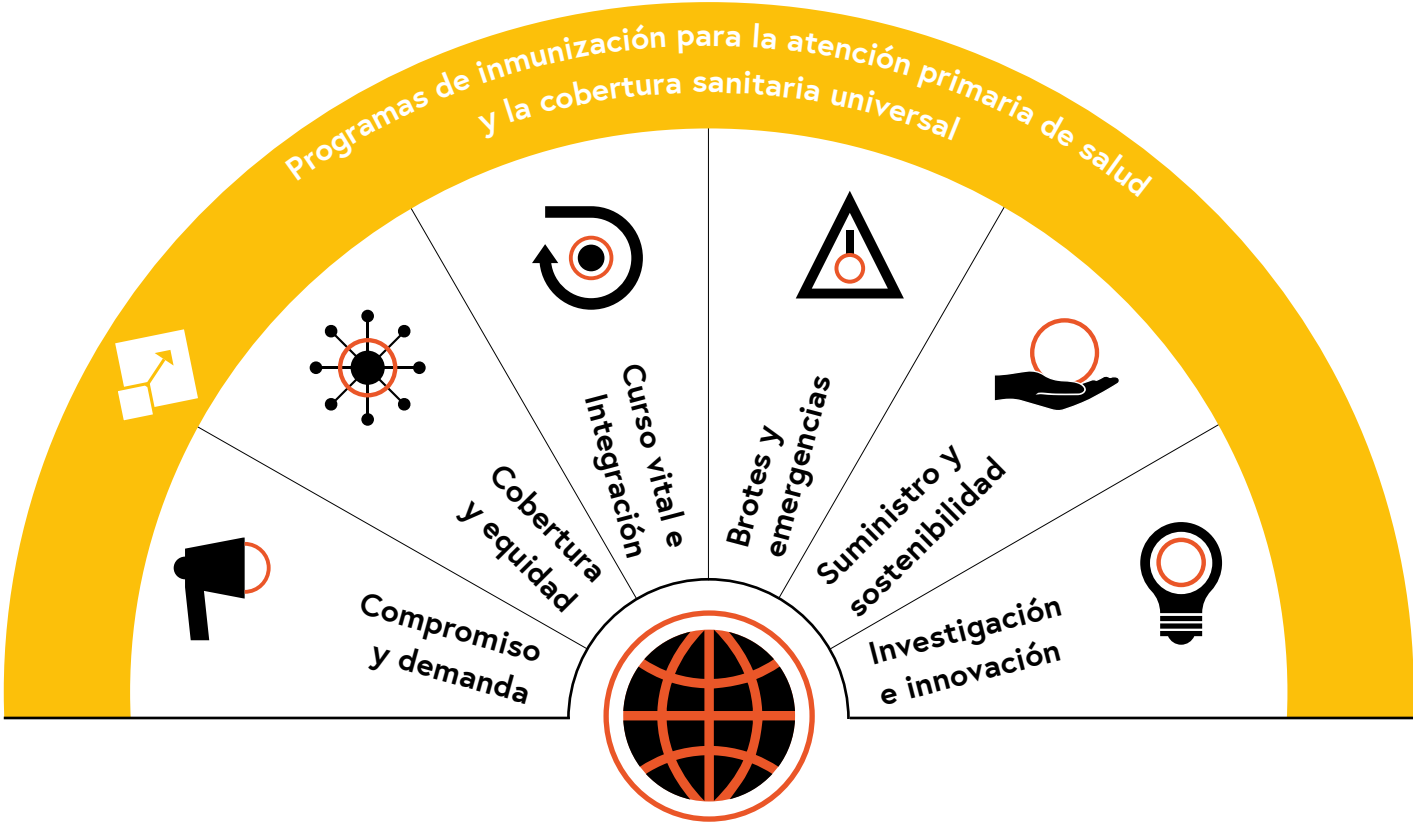 Programas de inmunización para la atención primaria de salud
y la cobertura sanitaria universal
Compromiso
y demanda
Cobertura
y equidad
Curso vital e
Integración
Brotes y
emergencias
Suministro y
sostenibilidad
Investigación
e innovación